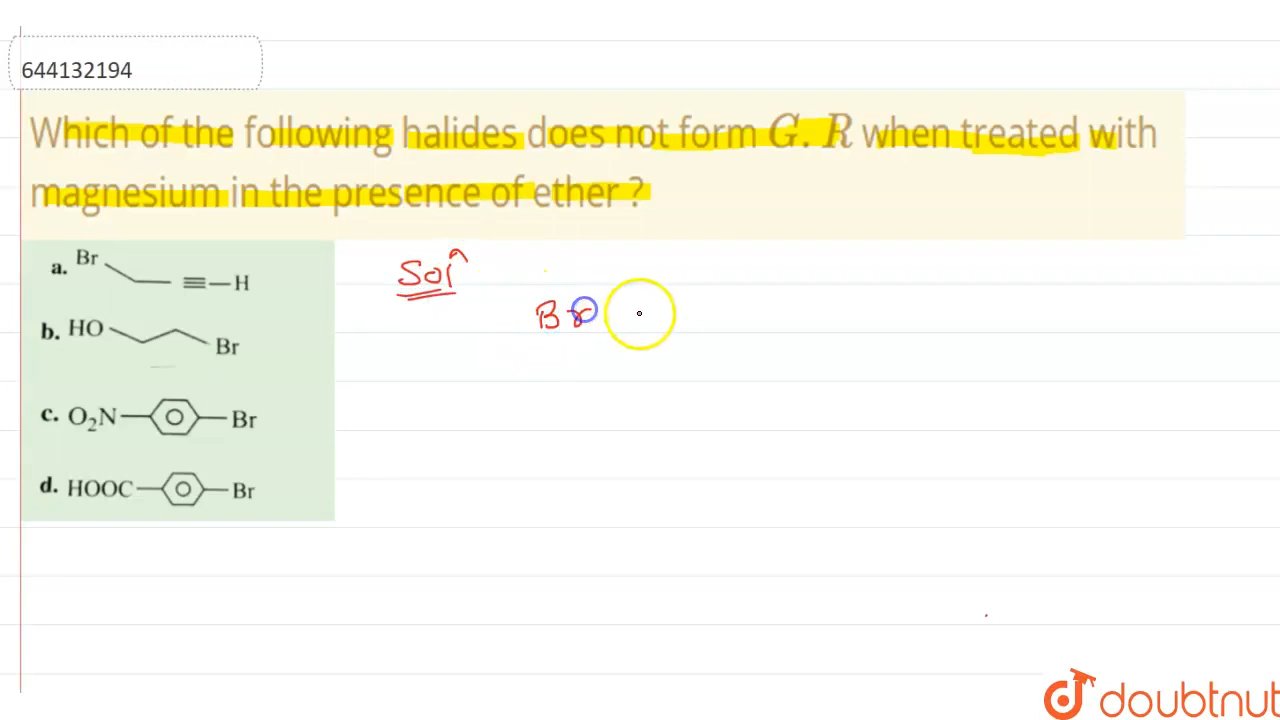 644132194
Which of the following halides does not form G. R when treated with
magnesium in the presence of ether ?
a. Br ≡—H
b. HO Br
c. O₂N Br
d. HOOC Br
Solⁿ
Br
doubtnut